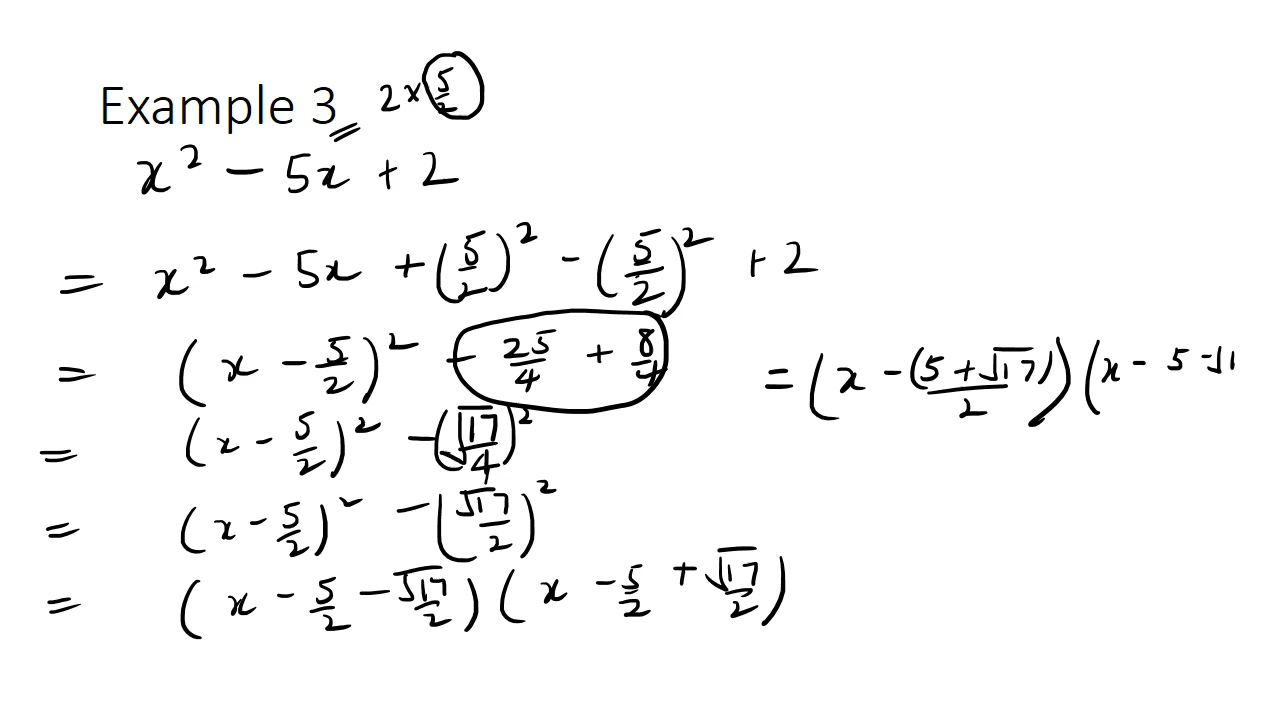 Example 3 2 × 5/2
x² - 5x + 2
= x² - 5x + (5/2)² - (5/2)² + 2
= (x - 5/2)² - 25/4 + 8/4
= (x - 5/2)² - (√17/4)²
= (x - 5/2)² - (√17/2)²
= (x - 5/2 - √17/2)(x - 5/2 + √17/2)
= (x - (5 + √17)/2)(x - 5 - √1